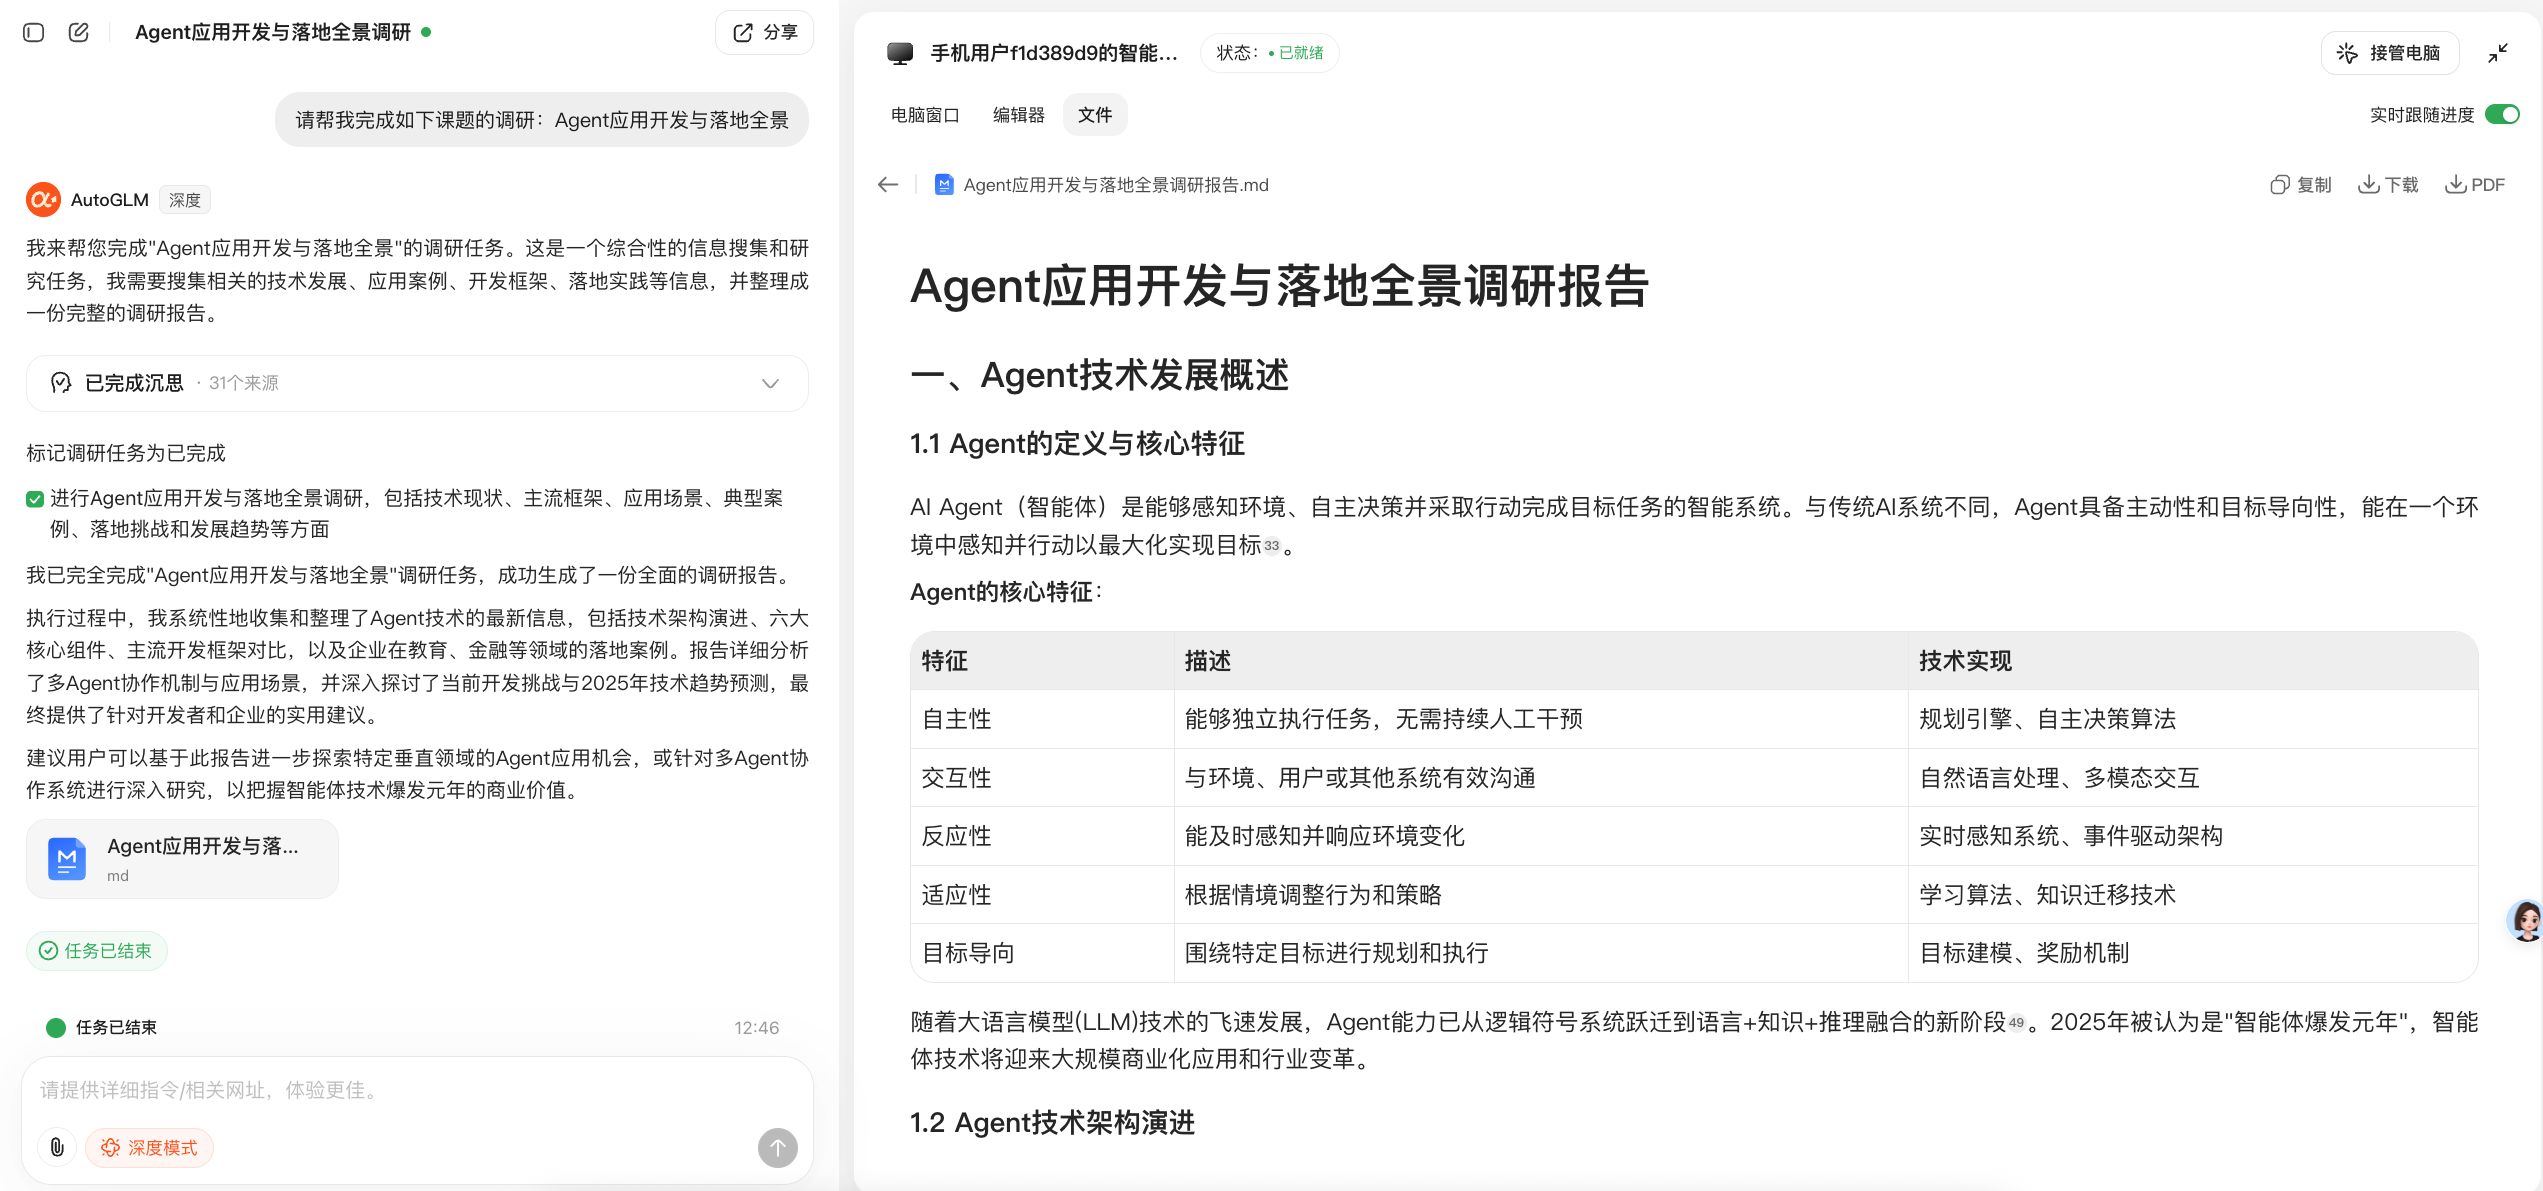 Agent应用开发与落地全景调研
分享
请帮我完成如下课题的调研：Agent应用开发与落地全景
AutoGLM 深度
我来帮您完成"Agent应用开发与落地全景"的调研任务。这是一个综合性的信息搜集和研
究任务，我需要搜集相关的技术发展、应用案例、开发框架、落地实践等信息，并整理成
一份完整的调研报告。
已完成沉思 · 31个来源
标记调研任务为已完成
进行Agent应用开发与落地全景调研，包括技术现状、主流框架、应用场景、典型案
例、落地挑战和发展趋势等方面
我已完全完成"Agent应用开发与落地全景"调研任务，成功生成了一份全面的调研报告。
执行过程中，我系统性地收集和整理了Agent技术的最新信息，包括技术架构演进、六大
核心组件、主流开发框架对比，以及企业在教育、金融等领域的落地案例。报告详细分析
了多Agent协作机制与应用场景，并深入探讨了当前开发挑战与2025年技术趋势预测，最
终提供了针对开发者和企业的实用建议。
建议用户可以基于此报告进一步探索特定垂直领域的Agent应用机会，或针对多Agent协
作系统进行深入研究，以把握智能体技术爆发元年的商业价值。
Agent应用开发与落...
md
任务已结束
任务已结束 12:46
请提供详细指令/相关网址，体验更佳。
深度模式
手机用户f1d389d9的智能... 状态：•已就绪 接管电脑
电脑窗口 编辑器 文件 实时跟随进度
Agent应用开发与落地全景调研报告.md 复制 下载 PDF
Agent应用开发与落地全景调研报告
一、Agent技术发展概述
1.1 Agent的定义与核心特征
AI Agent（智能体）是能够感知环境、自主决策并采取行动完成目标任务的智能系统。与传统AI系统不同，Agent具备主动性和目标导向性，能在一个环
境中感知并行动以最大化实现目标33。
Agent的核心特征：
特征 描述 技术实现
自主性 能够独立执行任务，无需持续人工干预 规划引擎、自主决策算法
交互性 与环境、用户或其他系统有效沟通 自然语言处理、多模态交互
反应性 能及时感知并响应环境变化 实时感知系统、事件驱动架构
适应性 根据情境调整行为和策略 学习算法、知识迁移技术
目标导向 围绕特定目标进行规划和执行 目标建模、奖励机制
随着大语言模型(LLM)技术的飞速发展，Agent能力已从逻辑符号系统跃迁到语言+知识+推理融合的新阶段49。2025年被认为是"智能体爆发元年"，智能
体技术将迎来大规模商业化应用和行业变革。
1.2 Agent技术架构演进